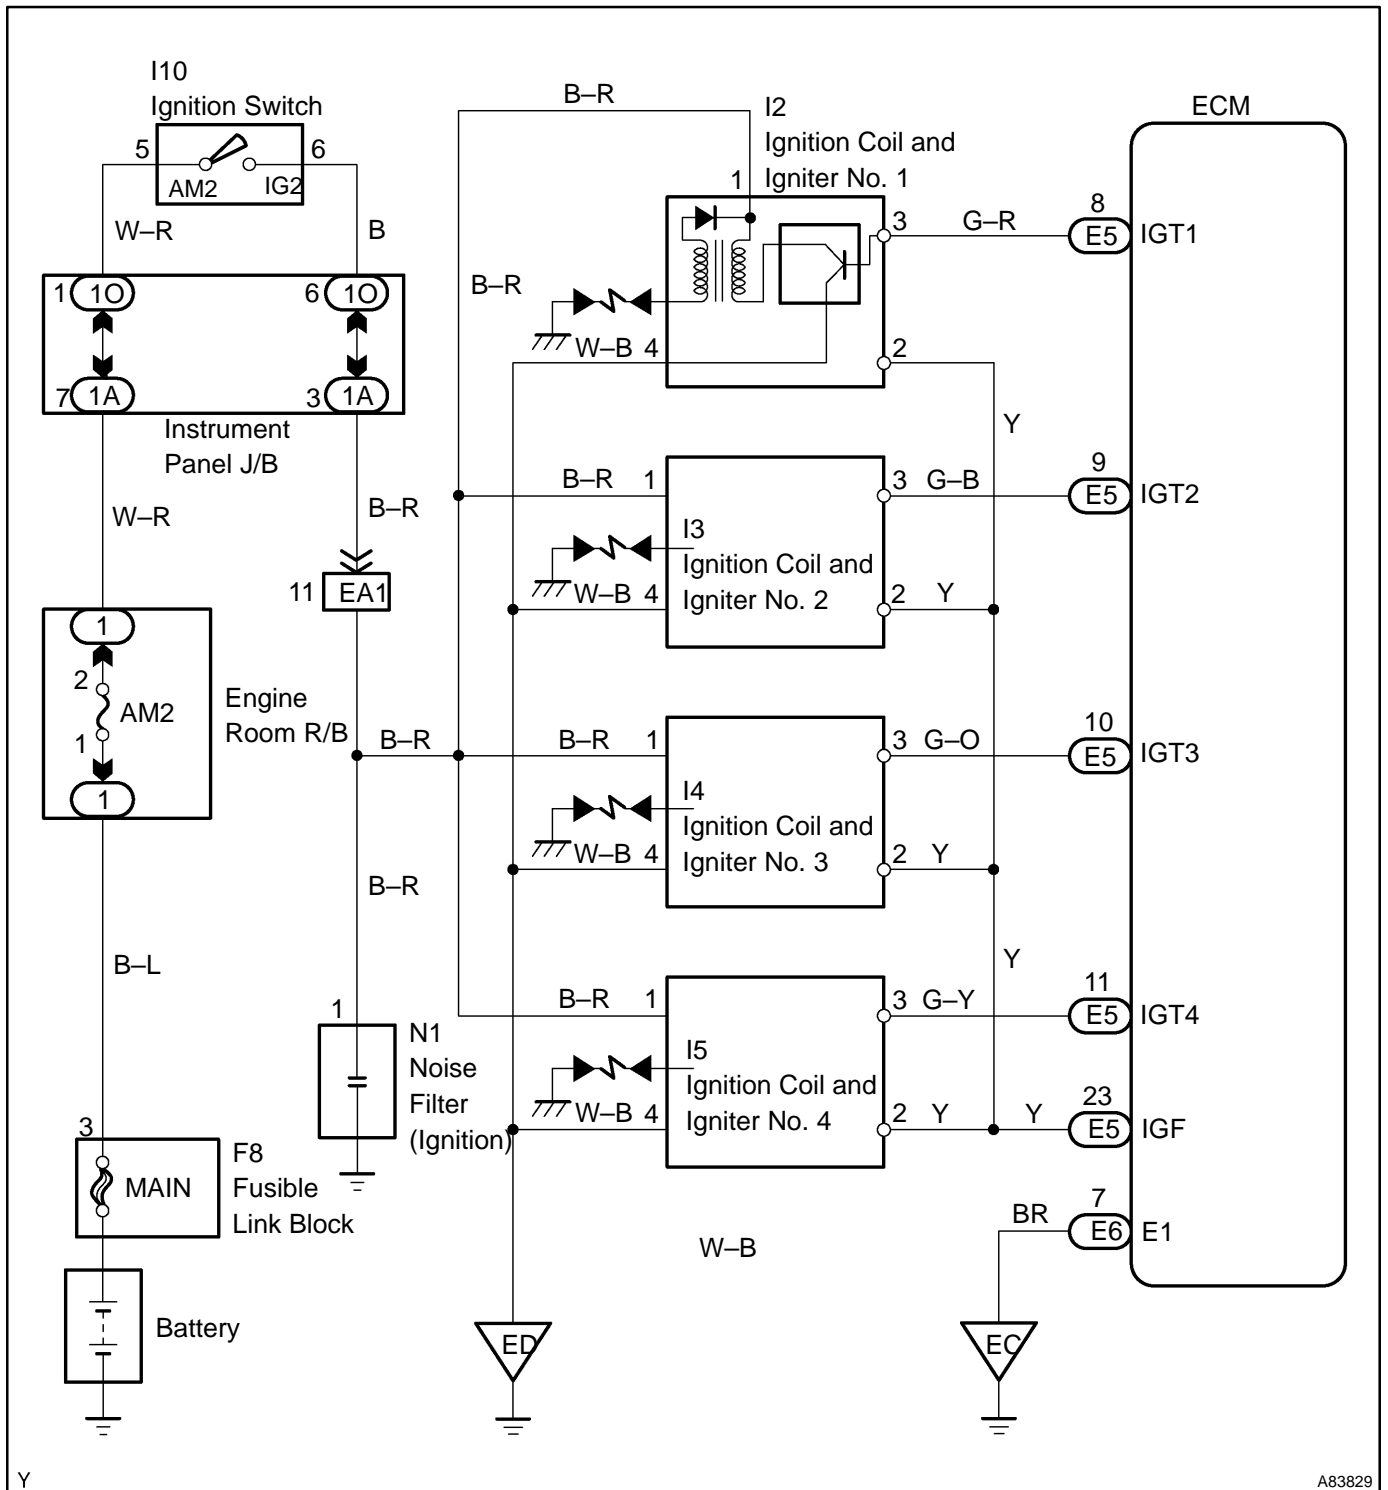 I10
Ignition Switch
5
6
AM2
IG2
W–R
B
1
1O
6
1O
7
1A
3
1A
Instrument
Panel J/B
W–R
B–R
11
EA1
1
2
AM2
1
1
Engine
Room R/B
B–R
B–R
B–L
1
N1
Noise
Filter
(Ignition)
3
MAIN
F8
Fusible
Link Block
Battery
B–R
B–R
I2
Ignition Coil and
Igniter No. 1
1
3
G–R
8
E5
IGT1
W–B
4
2
Y
B–R
1
3
G–B
9
E5
IGT2
I3
Ignition Coil and
Igniter No. 2
W–B
4
2
Y
B–R
1
3
G–O
10
E5
IGT3
I4
Ignition Coil and
Igniter No. 3
W–B
4
2
Y
Y
B–R
1
3
G–Y
11
E5
IGT4
I5
Ignition Coil and
Igniter No. 4
W–B
4
2
Y
Y
23
E5
IGF
W–B
BR
7
E6
E1
ECM
ED
EC
Y
A83829